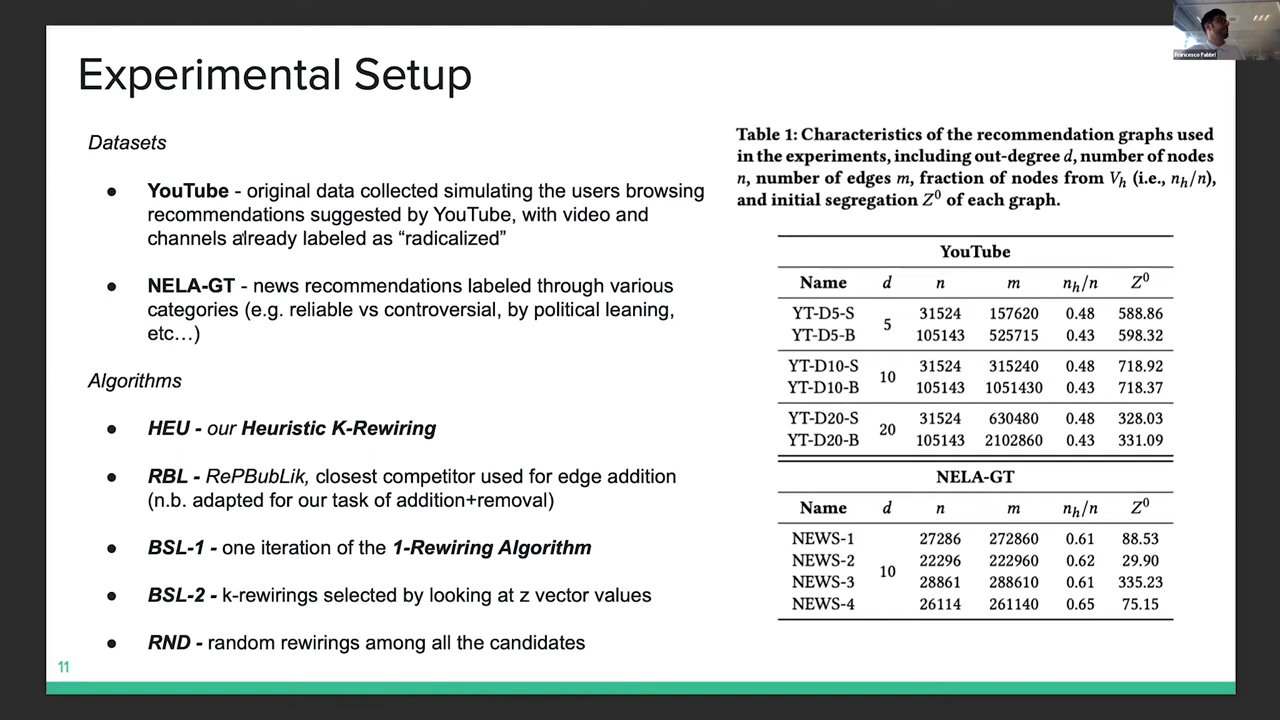 Experimental Setup
Datasets
● YouTube - original data collected simulating the users browsing
recommendations suggested by YouTube, with video and
channels already labeled as “radicalized”
● NELA-GT - news recommendations labeled through various
categories (e.g. reliable vs controversial, by political leaning,
etc…)
Algorithms
● HEU - our Heuristic K-Rewiring
● RBL - RePBubLik, closest competitor used for edge addition
(n.b. adapted for our task of addition+removal)
● BSL-1 - one iteration of the 1-Rewiring Algorithm
● BSL-2 - k-rewirings selected by looking at z vector values
● RND - random rewirings among all the candidates
11
Table 1: Characteristics of the recommendation graphs used
in the experiments, including out-degree d, number of nodes
n, number of edges m, fraction of nodes from Vₕ (i.e., nₕ/n),
and initial segregation Z⁰ of each graph.
YouTube
Name d n m nₕ/n Z⁰
YT-D5-S 5 31524 157620 0.48 588.86
YT-D5-B 105143 525715 0.43 598.32
YT-D10-S 10 31524 315240 0.48 718.92
YT-D10-B 105143 1051430 0.43 718.37
YT-D20-S 20 31524 630480 0.48 328.03
YT-D20-B 105143 2102860 0.43 331.09
NELA-GT
Name d n m nₕ/n Z⁰
NEWS-1 10 27286 272860 0.61 88.53
NEWS-2 22296 222960 0.62 29.90
NEWS-3 28861 288610 0.61 335.23
NEWS-4 26114 261140 0.65 75.15
Francesco Fabbri